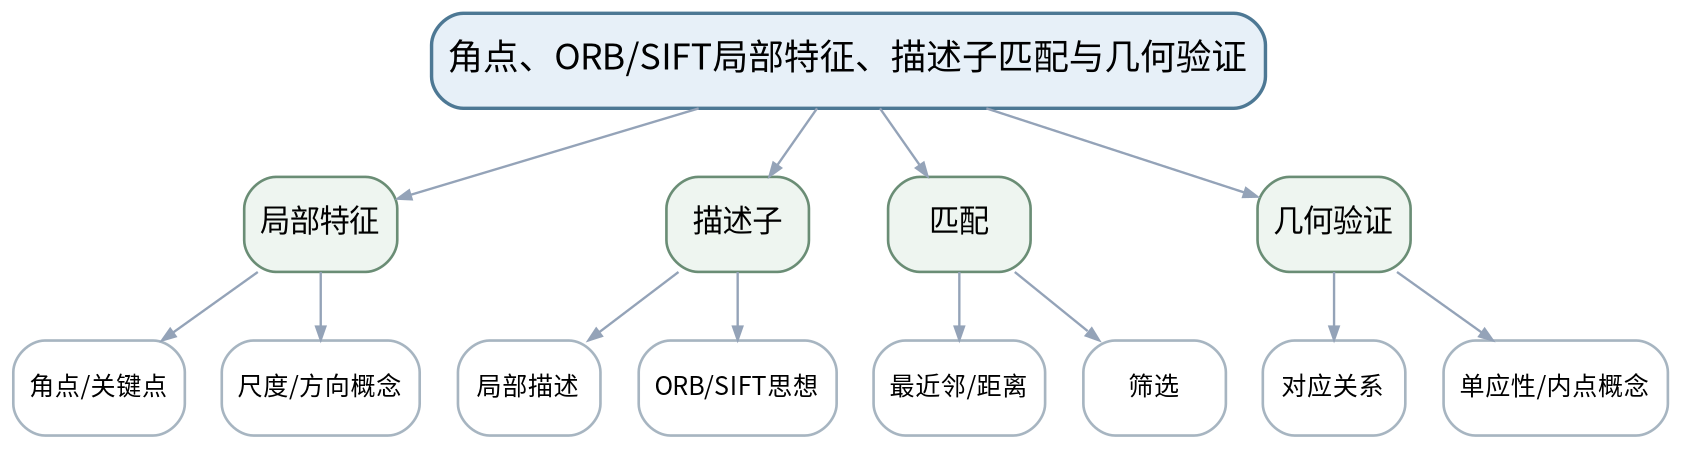 角点、ORB/SIFT局部特征、描述子匹配与几何验证
局部特征
描述子
匹配
几何验证
角点/关键点
尺度/方向概念
局部描述
ORB/SIFT思想
最近邻/距离
筛选
对应关系
单应性/内点概念